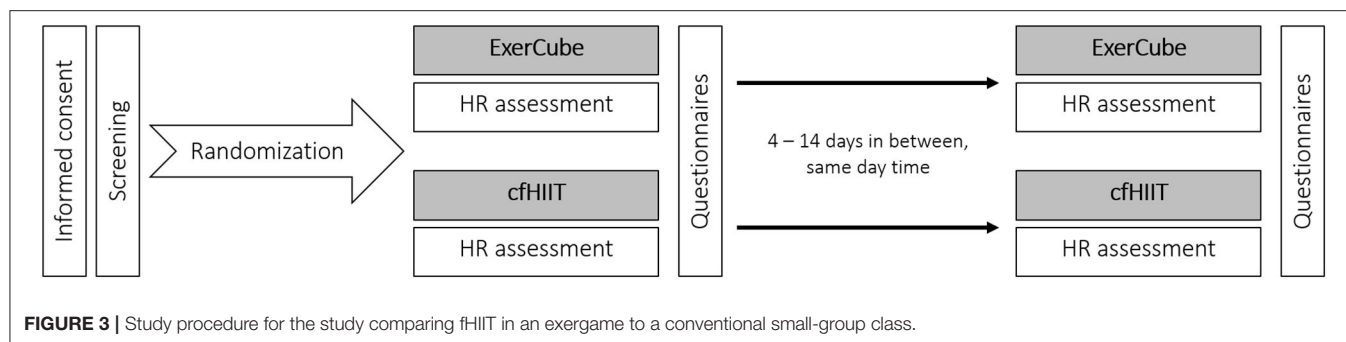 Informed consent
Screening
Randomization
ExerCube
HR assessment
cfHIIT
HR assessment
Questionnaires
4 – 14 days in between,
same day time
ExerCube
HR assessment
cfHIIT
HR assessment
Questionnaires
FIGURE 3 | Study procedure for the study comparing fHIIT in an exergame to a conventional small-group class.